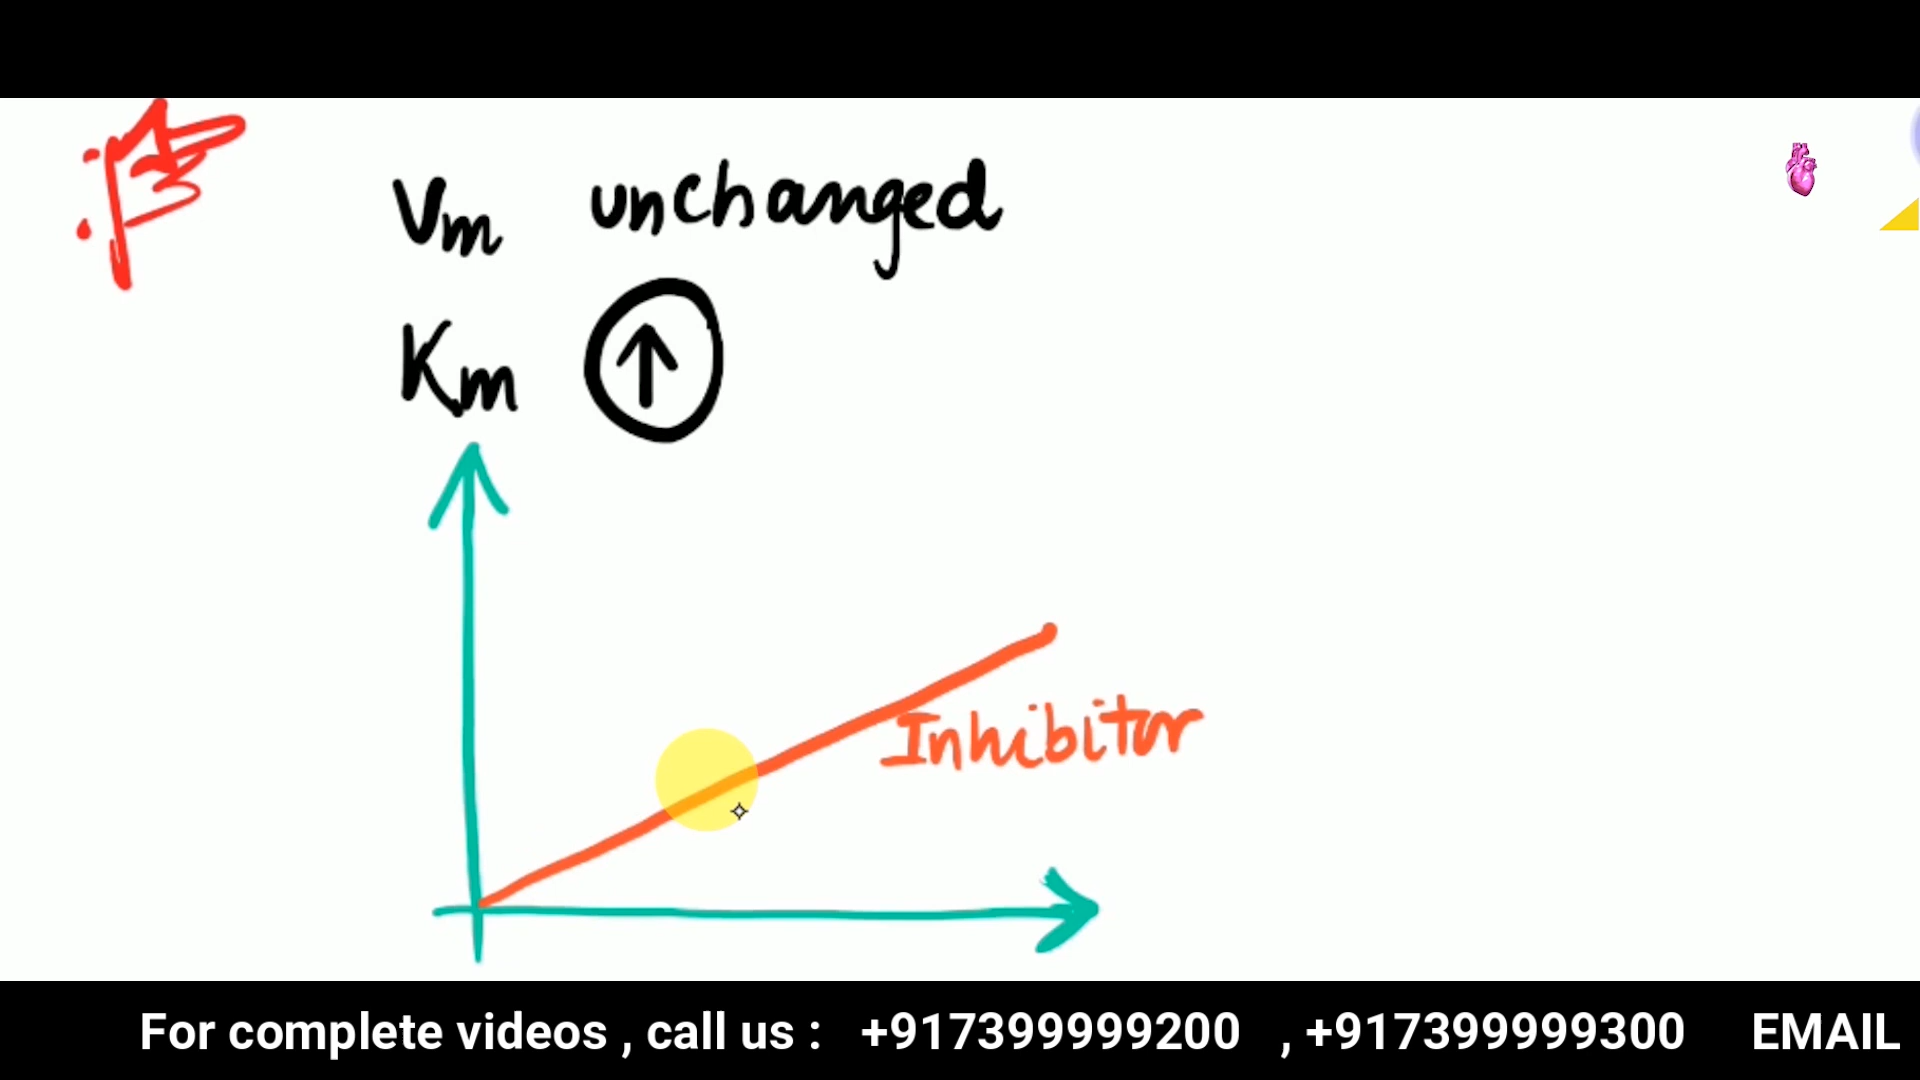 Vm unchanged
Km ↑
Inhibitor
For complete videos , call us : +917399999200 , +917399999300 EMAIL